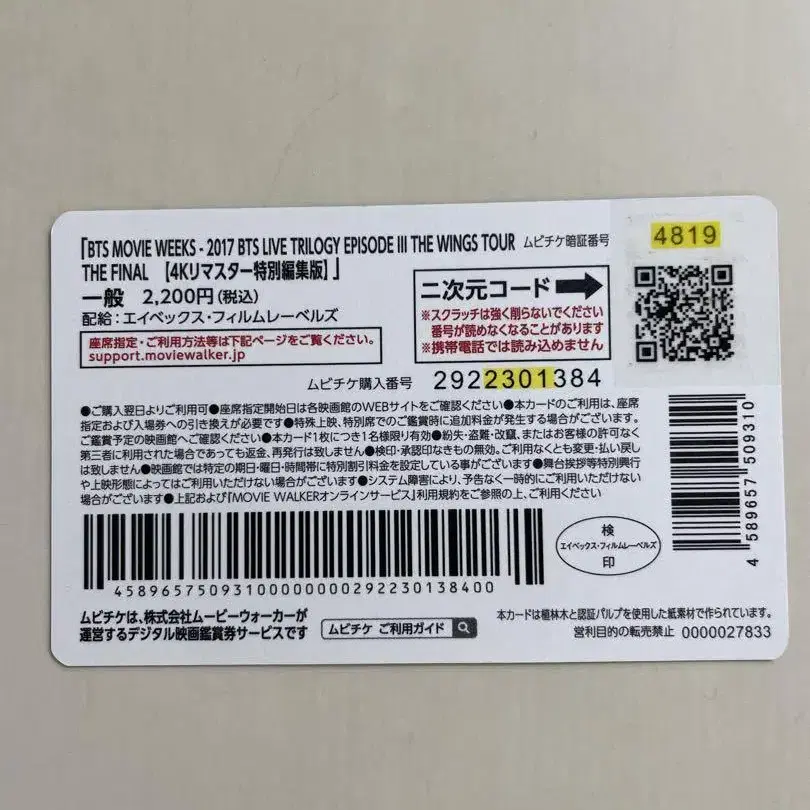 「BTS MOVIE WEEKS - 2017 BTS LIVE TRILOGY EPISODE III THE WINGS TOUR
THE FINAL 【4Kリマスター特別編集版】」
ムビチケ暗証番号
4819
一般 2,200円(税込)
配給：エイベックス・フィルムレーベルズ
座席指定・ご利用方法等は下記ページをご覧ください。
support.moviewalker.jp
二次元コード
※スクラッチは強く削らないでください
番号が読めなくなることがあります
※携帯電話では読み込めません
ムビチケ購入番号 2922301384
●ご購入翌日よりご利用可●座席指定開始日は各映画館のWEBサイトをご確認ください●本カードのご利用は、座席
指定および入場券への引き換えが必要です●特殊上映、特別席でのご鑑賞時に追加料金が発生する場合がございます。
ご鑑賞予定の映画館へご確認ください●本カード1枚につき1名様限り有効●紛失・盗難・改竄、またはお客様の許可なく
第三者に利用された場合であっても返金、再発行は致しません●検印・承認印なきもの無効。ご利用なくとも変更・払い戻し
は致しません●映画館では特定の期日・曜日・時間帯に特別割引料金を設定している事がございます●舞台挨拶等特別興行
や上映形態によってはご利用いただけない場合がございます●システム障害により、予告なく一時的にご利用いただけない
場合がございます●上記および『MOVIE WALKERオンラインサービス』利用規約をご参照の上、ご利用ください
4589657509310000000029223013840​0
4 589657 509310
検
エイベックス・フィルムレーベルズ
印
ムビチケは、株式会社ムービーウォーカーが
運営するデジタル映画鑑賞券サービスです
ムビチケ ご利用ガイド
本カードは植林木と認証パルプを使用した紙素材で作られています。
営利目的の転売禁止 0000027833